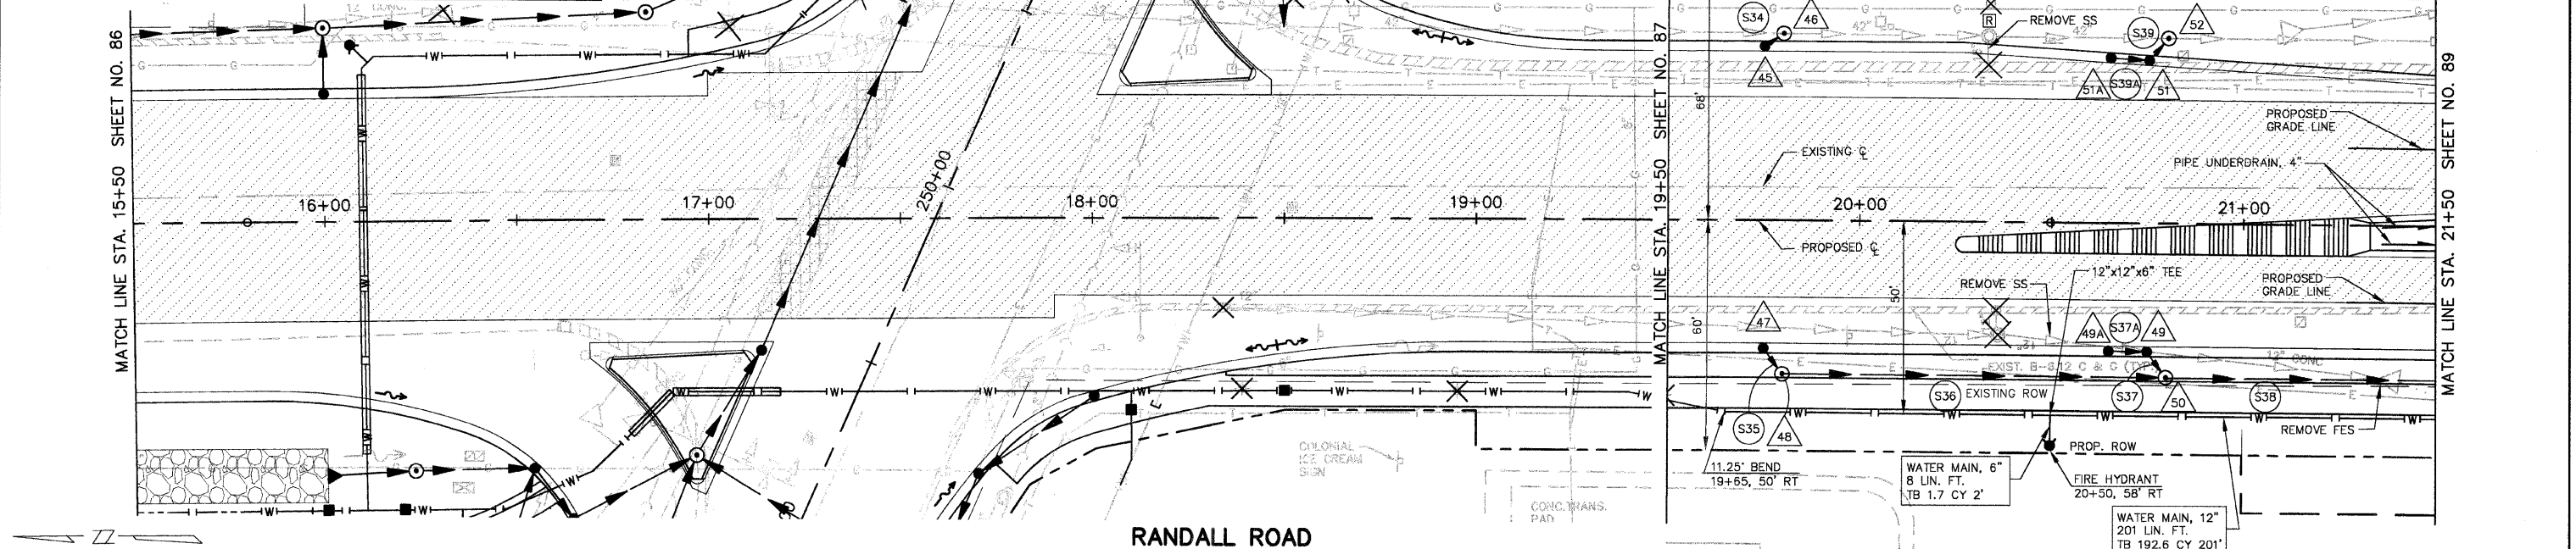 MATCH LINE STA. 15+50 SHEET NO. 86
16+00
17+00
250+00
18+00
19+00
COLONIAL
ICE CREAM
SIGN
CONC.TRANS.
PAD
RANDALL ROAD
MATCH LINE STA. 19+50 SHEET NO. 87
S34
46
45
42"
R
REMOVE SS
42"
S39
52
51A
S39A
51
68'
EXISTING ℄
PROPOSED
GRADE LINE
PIPE UNDERDRAIN, 4"
20+00
21+00
PROPOSED ℄
12"x12"x6" TEE
REMOVE SS
PROPOSED
GRADE LINE
50'
60'
47
49A
S37A
49
12"
12" CONC
S36
EXISTING ROW
S37
50
S38
REMOVE FES
S35
48
PROP. ROW
11.25° BEND
19+65, 50' RT
WATER MAIN, 6"
8 LIN. FT.
TB 1.7 CY 2'
FIRE HYDRANT
20+50, 58' RT
WATER MAIN, 12"
201 LIN. FT.
TB 192.6 CY 201'
MATCH LINE STA. 21+50 SHEET NO. 89